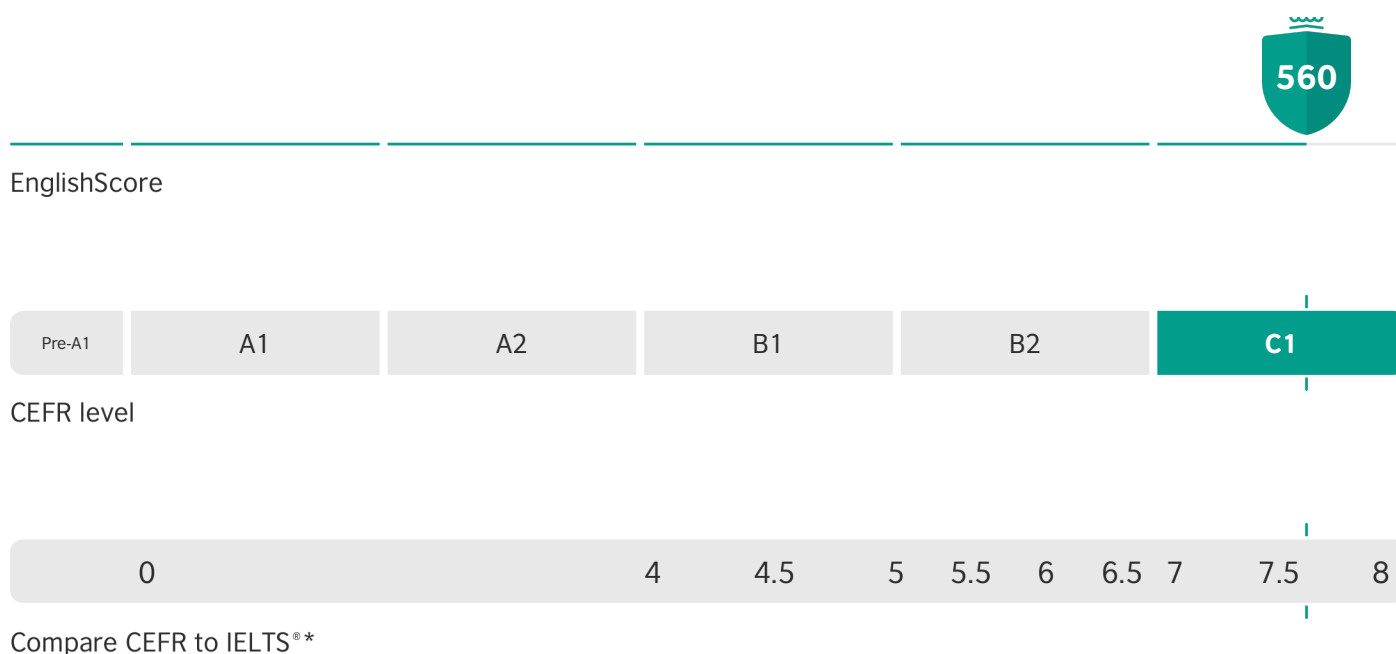 560
EnglishScore
Pre-A1 A1 A2 B1 B2 C1
CEFR level
0 4 4.5 5 5.5 6 6.5 7 7.5 8
Compare CEFR to IELTS®*